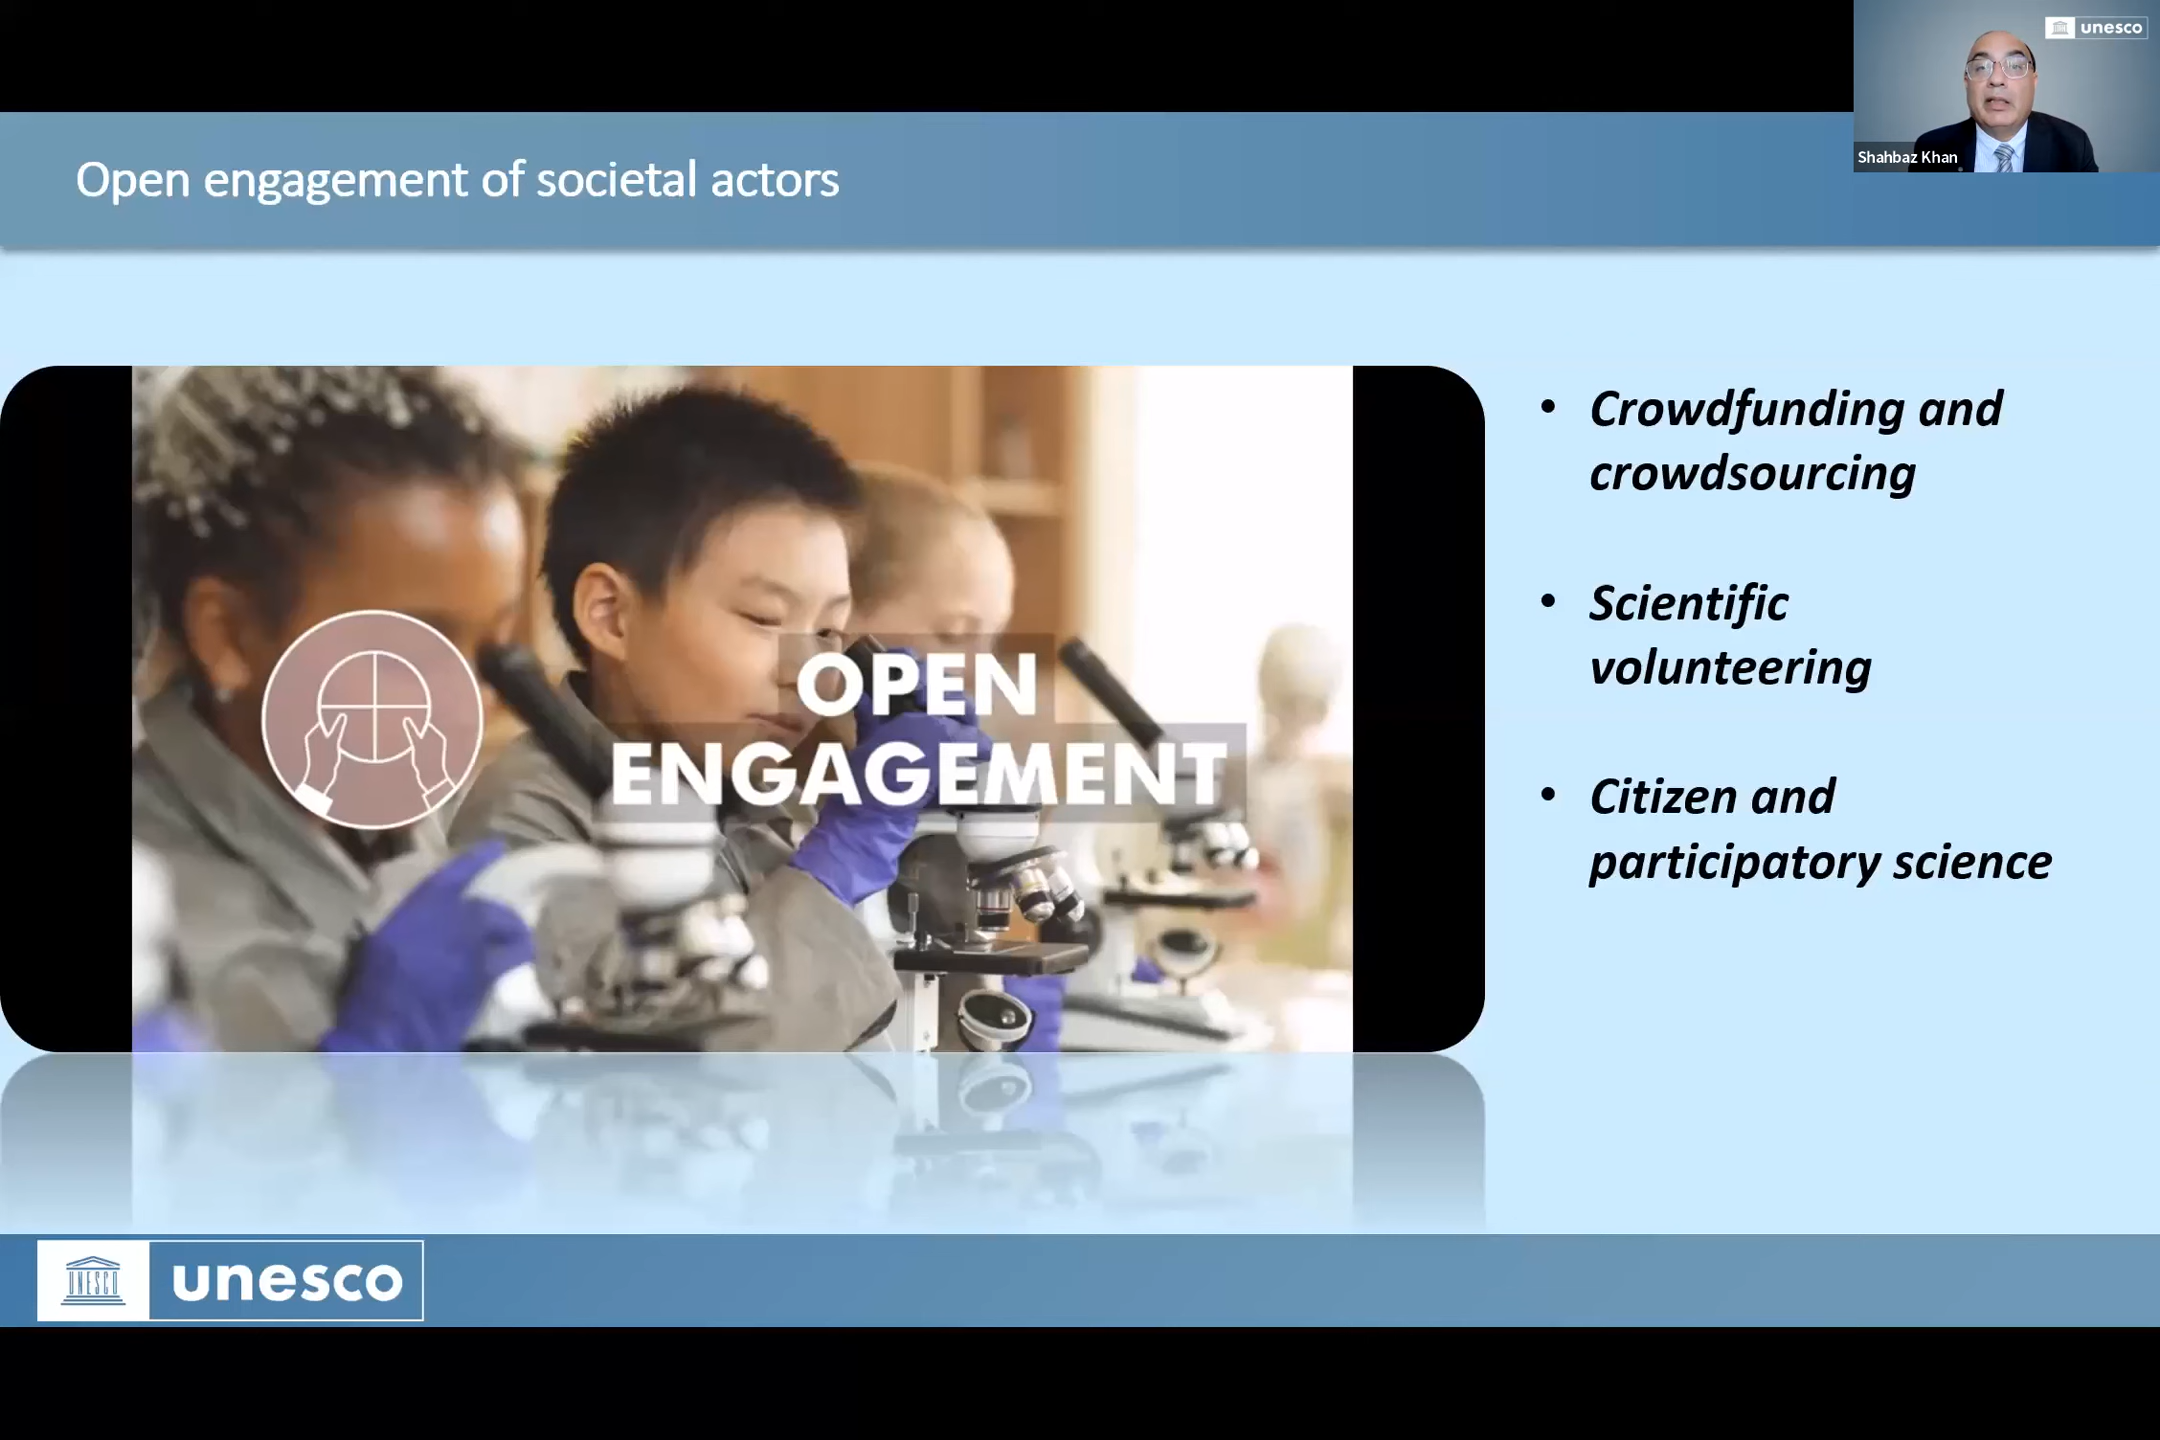 unesco
Shahbaz Khan
Open engagement of societal actors
OPEN
ENGAGEMENT
• Crowdfunding and
crowdsourcing
• Scientific
volunteering
• Citizen and
participatory science
UNESCO
unesco